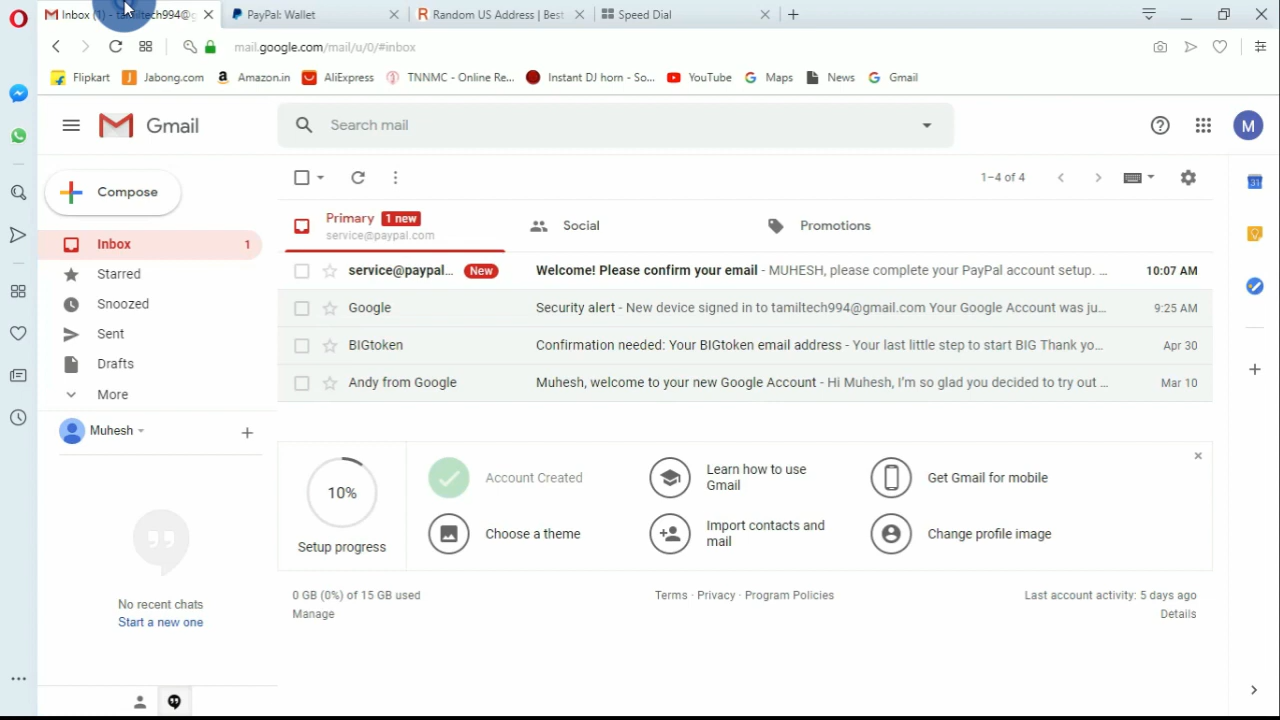 Inbox (1) - tamiltech994@g
PayPal: Wallet
Random US Address | Best
Speed Dial
mail.google.com/mail/u/0/#inbox
Flipkart
Jabong.com
Amazon.in
AliExpress
TNNMC - Online Re...
Instant DJ horn - So...
YouTube
Maps
News
Gmail
Gmail
Search mail
M
Compose
1–4 of 4
31
Primary 1 new
service@paypal.com
Social
Promotions
Inbox 1
Starred
Snoozed
Sent
Drafts
More
Muhesh
service@paypal... New Welcome! Please confirm your email - MUHESH, please complete your PayPal account setup. ... 10:07 AM
Google Security alert - New device signed in to tamiltech994@gmail.com Your Google Account was ju... 9:25 AM
BIGtoken Confirmation needed: Your BIGtoken email address - Your last little step to start BIG Thank yo... Apr 30
Andy from Google Muhesh, welcome to your new Google Account - Hi Muhesh, I'm so glad you decided to try out ... Mar 10
10%
Setup progress
Account Created
Learn how to use
Gmail
Get Gmail for mobile
Choose a theme
Import contacts and
mail
Change profile image
No recent chats
Start a new one
0 GB (0%) of 15 GB used
Manage
Terms · Privacy · Program Policies
Last account activity: 5 days ago
Details